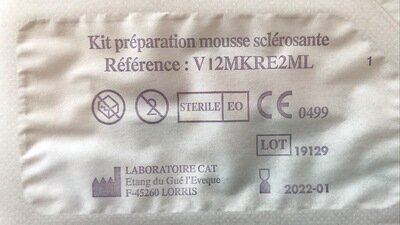 Kit préparation mousse sclérosante
Référence : V12MKRE2ML
1
2
STERILE EO
CE 0499
LOT 19129
LABORATOIRE CAT
Etang du Gué l'Eveque
F-45260 LORRIS
2022-01